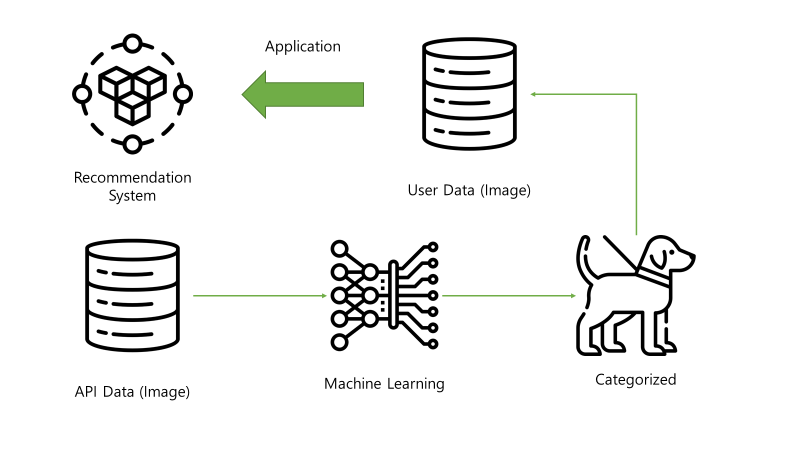 Application
Recommendation
System
User Data (Image)
API Data (Image)
Machine Learning
Categorized